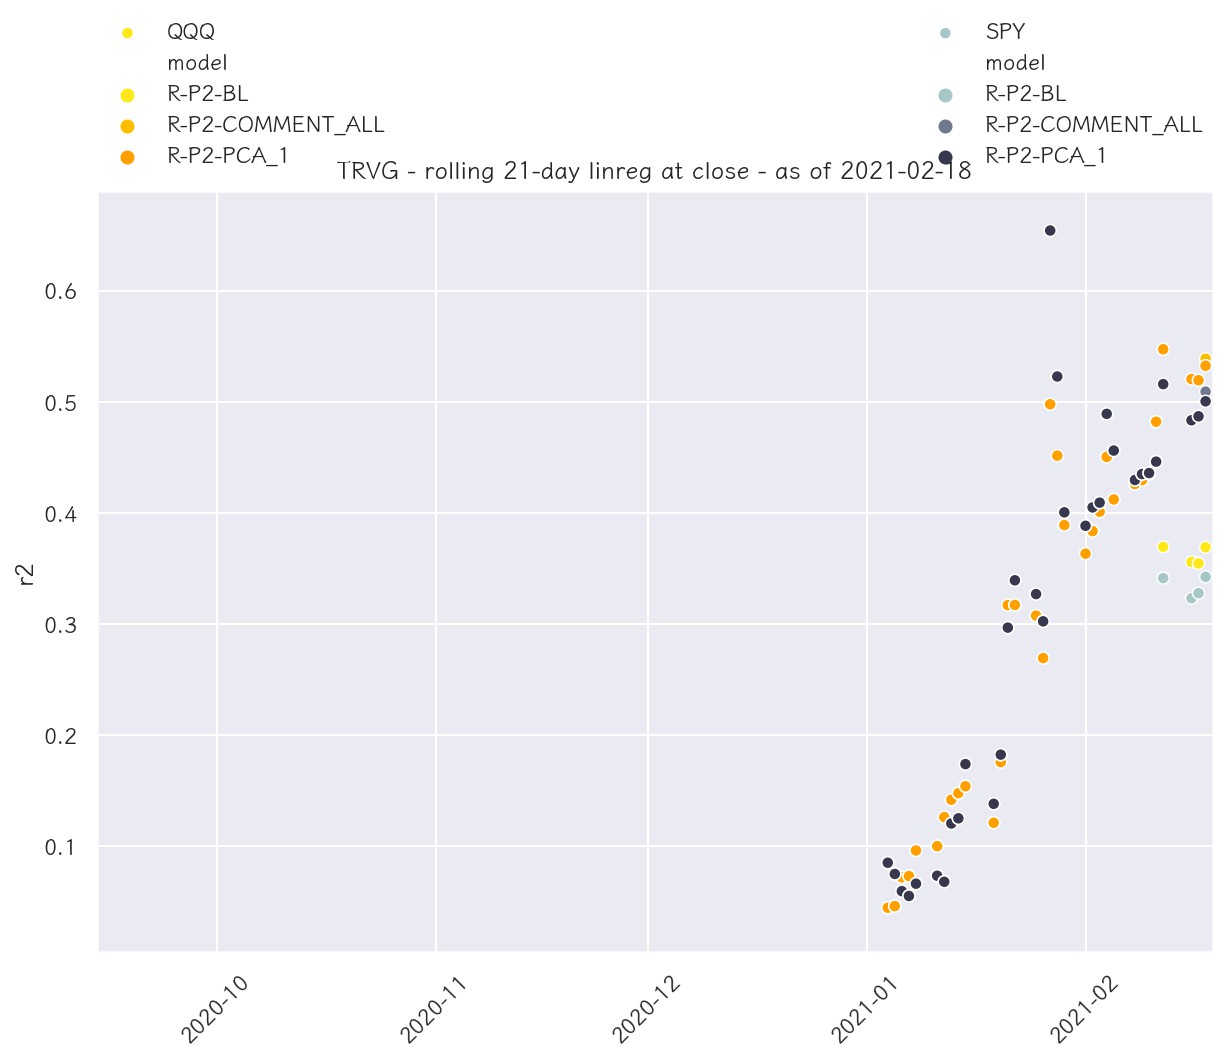 QQQ
model
R-P2-BL
R-P2-COMMENT_ALL
R-P2-PCA_1
SPY
model
R-P2-BL
R-P2-COMMENT_ALL
R-P2-PCA_1
TRVG - rolling 21-day linreg at close - as of 2021-02-18
r2
0.6
0.5
0.4
0.3
0.2
0.1
2020-10
2020-11
2020-12
2021-01
2021-02